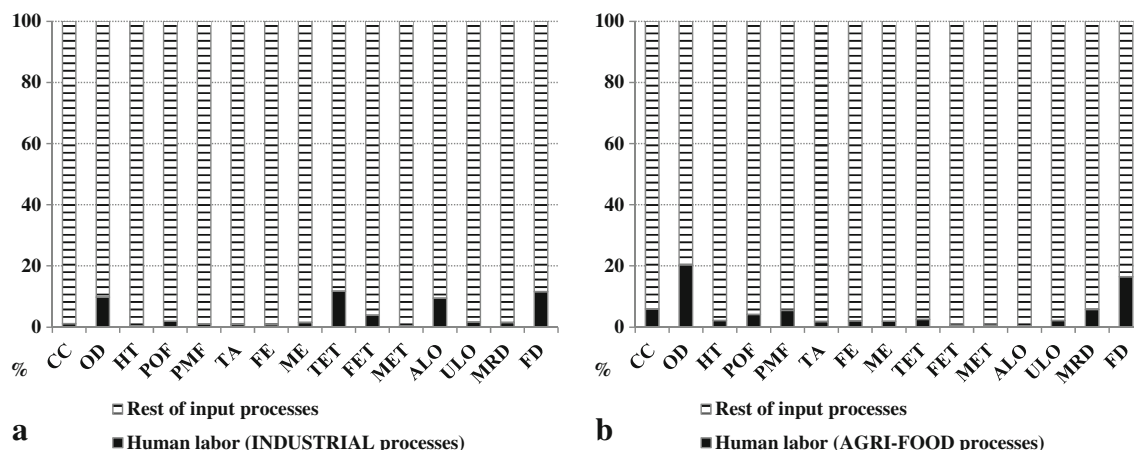 100
80
60
40
20
0
%
CC OD HT POF PMF TA FE ME TET FET MET ALO ULO MRD FD
Rest of input processes
Human labor (INDUSTRIAL processes)
a
100
80
60
40
20
0
%
CC OD HT POF PMF TA FE ME TET FET MET ALO ULO MRD FD
Rest of input processes
Human labor (AGRI-FOOD processes)
b